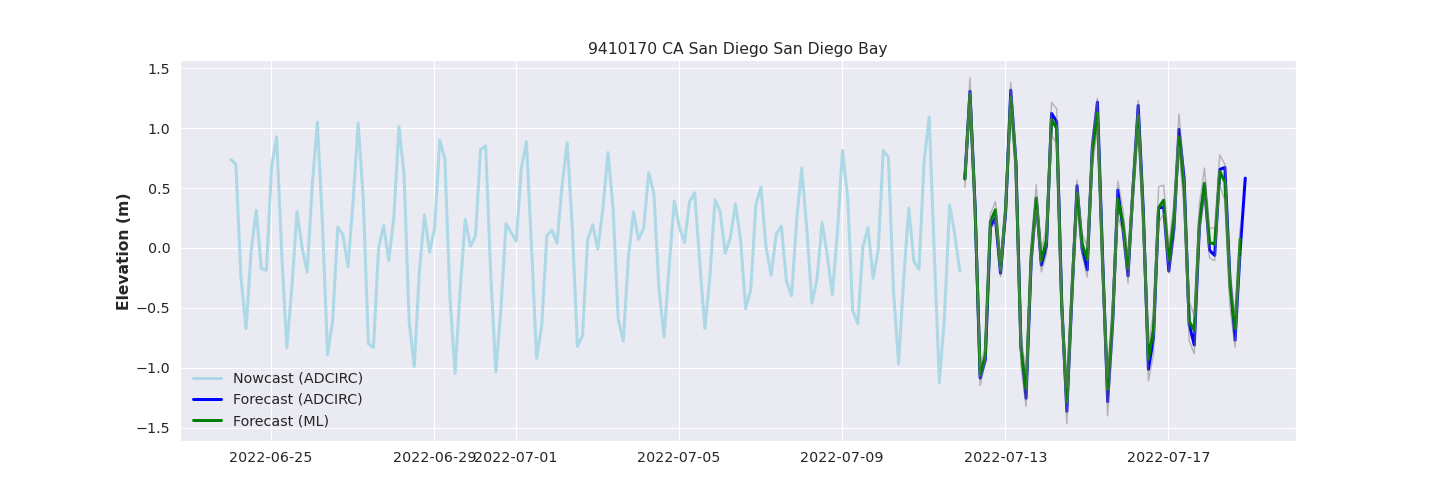 9410170 CA San Diego San Diego Bay
Elevation (m)
1.5
1.0
0.5
0.0
−0.5
−1.0
−1.5
Nowcast (ADCIRC)
Forecast (ADCIRC)
Forecast (ML)
2022-06-25 2022-06-29 2022-07-01 2022-07-05 2022-07-09 2022-07-13 2022-07-17